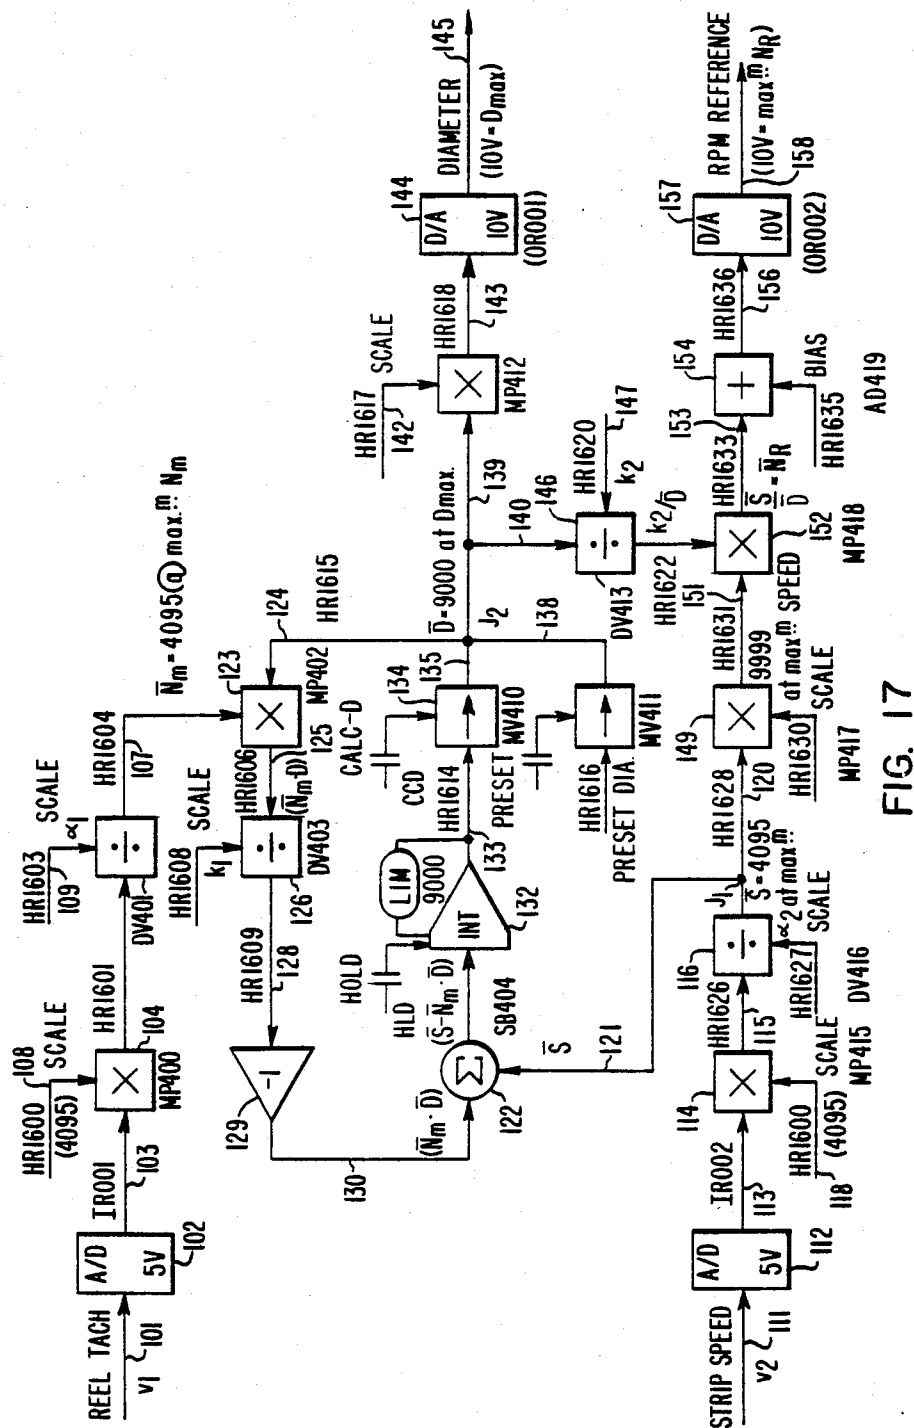 REEL TACH
v1
101
A/D
5V
102
IR001
103
HR1600
(4095)
108
SCALE
×
104
MP400
HR1601
HR1603
109
SCALE
α1
÷
DV401
HR1604
107
N̅m = 4095@ max.m Nm
123
×
MP402
124
HR1615
HR1606
(N̅m·D̅)
125
HR1608
k1
SCALE
÷
DV403
126
HR1609
128
-1
129
130
(N̅m·D̅)
Σ
122
SB404
(S̅-N̅m·D̅)
S̅
121
HOLD
HLD
INT
132
LIM
9000
HR1614
133
CALC-D
CCD
134
MV410
135
PRESET
HR1616
PRESET DIA.
MV411
138
J2
D̅=9000 at Dmax.
139
140
HR1617
142
SCALE
×
MP412
HR1618
143
D/A
10V
144
(OR001)
DIAMETER
145
(10V=Dmax)
146
÷
DV413
HR1620
k2
147
HR1622
k2/D̅
STRIP SPEED
v2
111
A/D
5V
112
IR002
113
HR1600
(4095)
118
114
×
SCALE
MP415
HR1626
115
116
÷
HR1627
α2 at maxm
SCALE
DV416
J1
S̅=4095
HR1628
120
149
×
HR1630
SCALE
MP417
HR1631
151
9999
at maxm SPEED
×
152
MP418
HR1633
153
S̅/D̅=N̅R
154
+
HR1635
BIAS
AD419
HR1636
156
D/A
10V
157
(OR002)
RPM REFERENCE
(10V=maxm NR)
158
FIG. 17